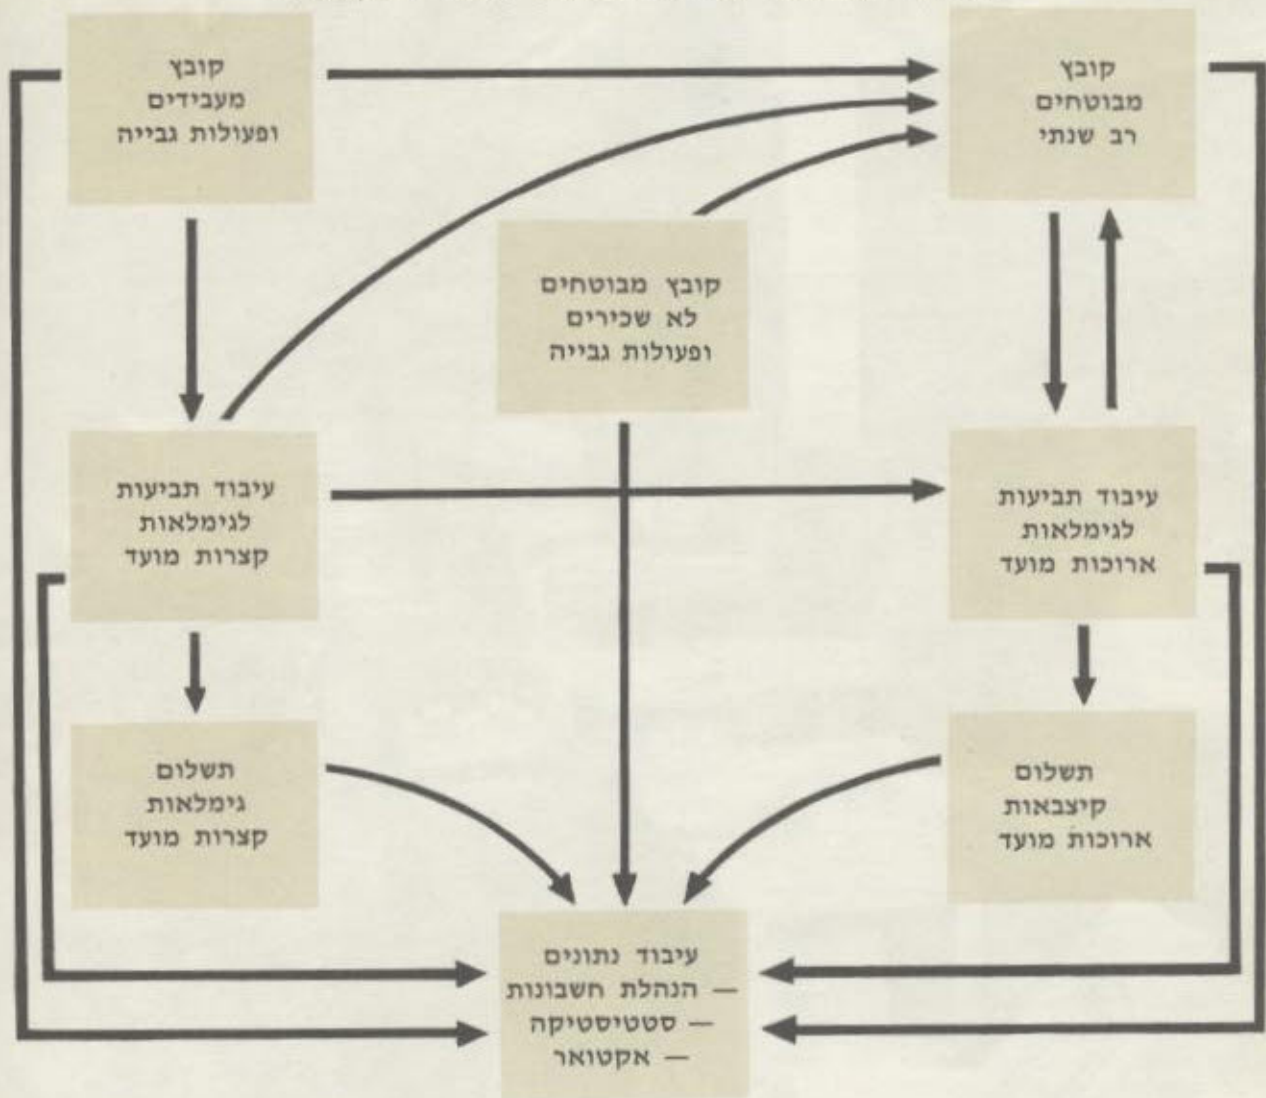 קובץ
מבוטחים
רב שנתי
קובץ
מעבידים
ופעולות גבייה
קובץ מבוטחים
לא שכירים
ופעולות גבייה
עיבוד תביעות
לגימלאות
ארוכות מועד
עיבוד תביעות
לגימלאות
קצרות מועד
תשלום
קיצבאות
ארוכות מועד
תשלום
גימלאות
קצרות מועד
עיבוד נתונים
— הנהלת חשבונות
— סטטיסטיקה
— אקטואר